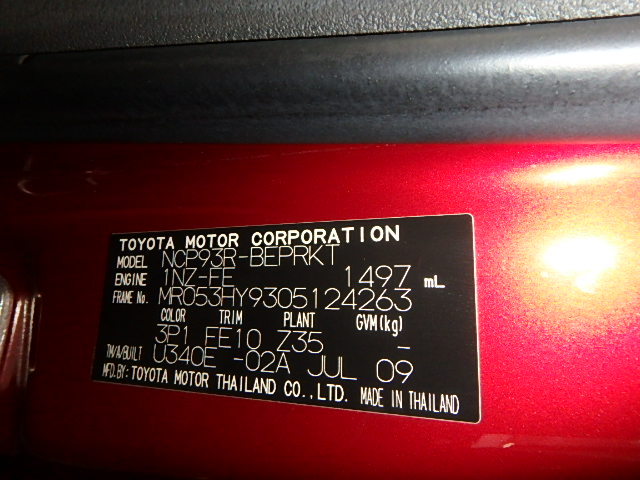 TOYOTA MOTOR CORPORATION
MODEL NCP93R-BEPRKT
ENGINE 1NZ-FE 1497 mL
FRAME No. MR053HY9305124263
COLOR TRIM PLANT GVM(kg)
3P1 FE10 Z35 -
TM/A/BUILT U340E -02A JUL 09
MFD.BY: TOYOTA MOTOR THAILAND CO.,LTD. MADE IN THAILAND